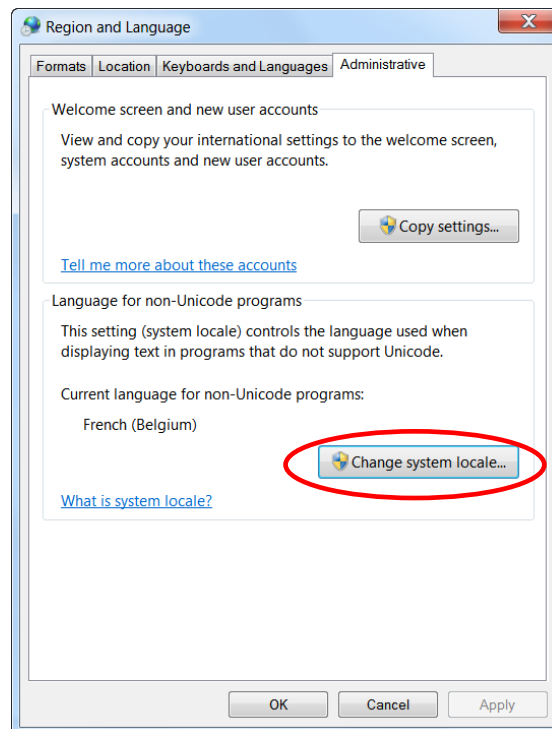 Region and Language
Formats Location Keyboards and Languages Administrative
Welcome screen and new user accounts
View and copy your international settings to the welcome screen,
system accounts and new user accounts.
Copy settings...
Tell me more about these accounts
Language for non-Unicode programs
This setting (system locale) controls the language used when
displaying text in programs that do not support Unicode.
Current language for non-Unicode programs:
French (Belgium)
Change system locale...
What is system locale?
OK Cancel Apply